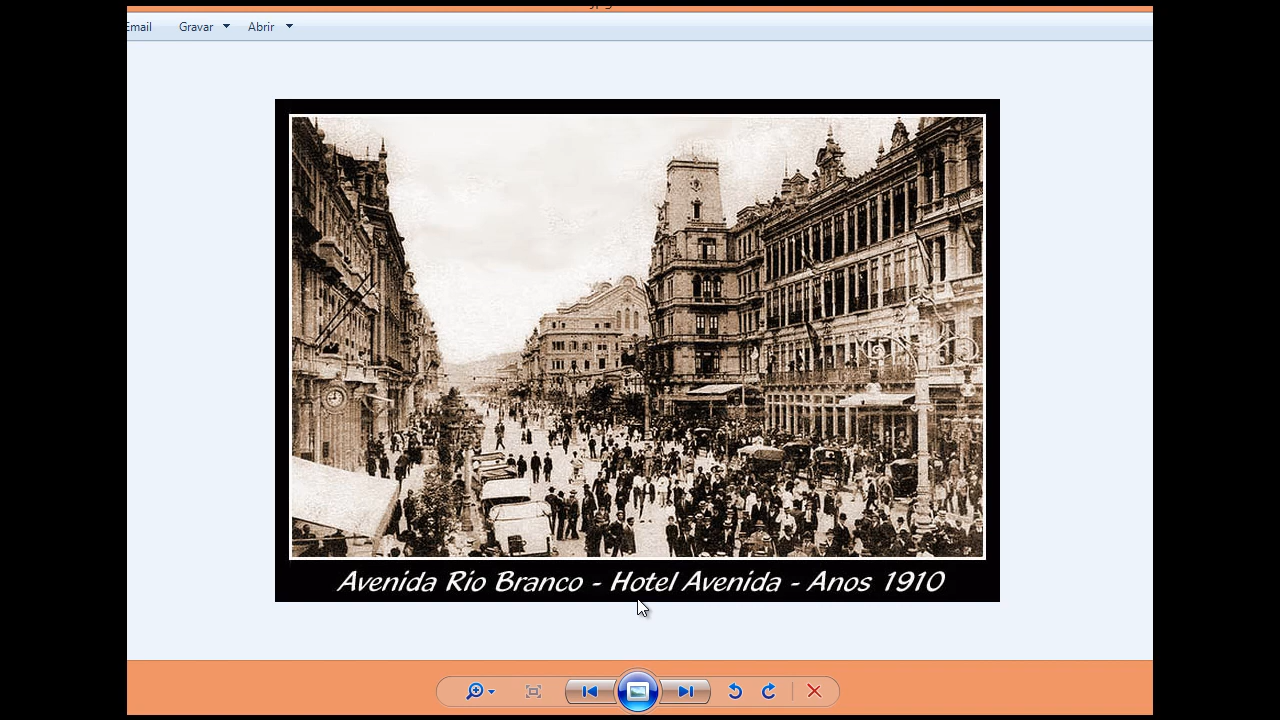 Email Gravar Abrir
Avenida Rio Branco - Hotel Avenida - Anos 1910